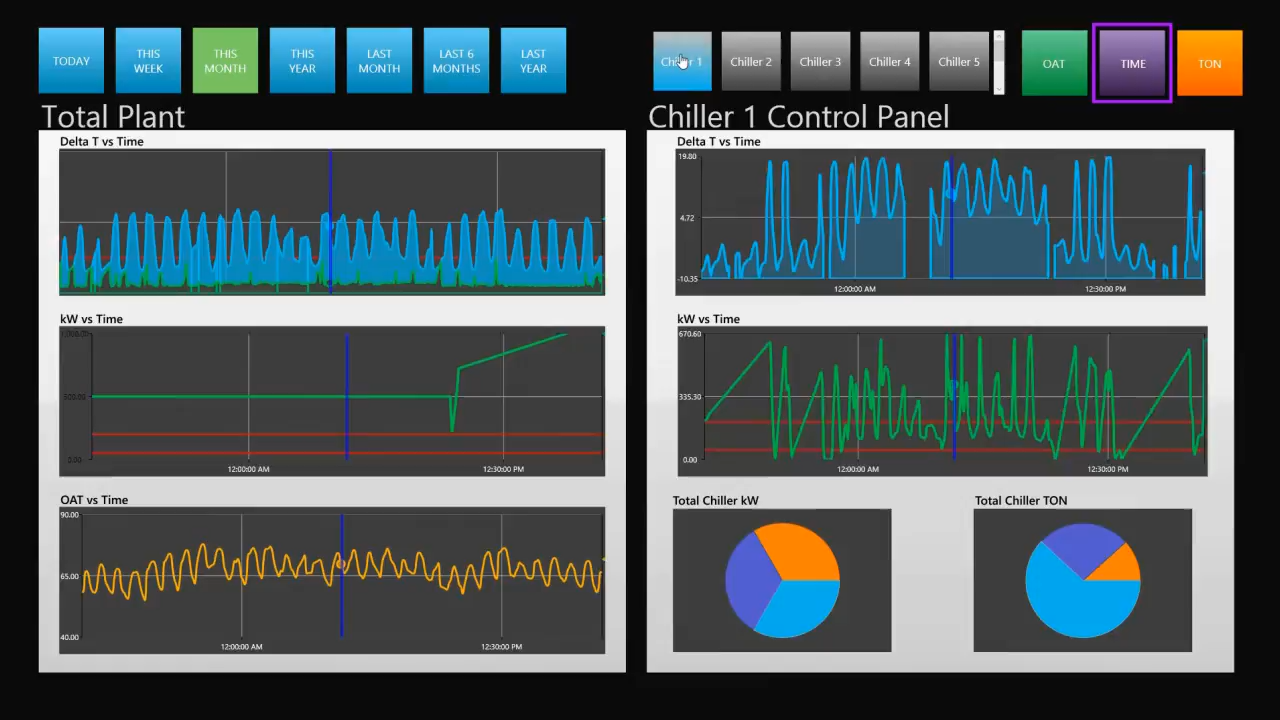 TODAY
THIS
WEEK
THIS
MONTH
THIS
YEAR
LAST
MONTH
LAST 6
MONTHS
LAST
YEAR
Chiller 1
Chiller 2
Chiller 3
Chiller 4
Chiller 5
OAT
TIME
TON
Total Plant
Delta T vs Time
kW vs Time
1,000.00
500.00
0.00
12:00:00 AM
12:30:00 PM
OAT vs Time
90.00
65.00
40.00
12:00:00 AM
12:30:00 PM
Chiller 1 Control Panel
Delta T vs Time
19.80
4.72
-10.35
12:00:00 AM
12:30:00 PM
kW vs Time
670.60
335.30
0.00
12:00:00 AM
12:30:00 PM
Total Chiller kW
Total Chiller TON